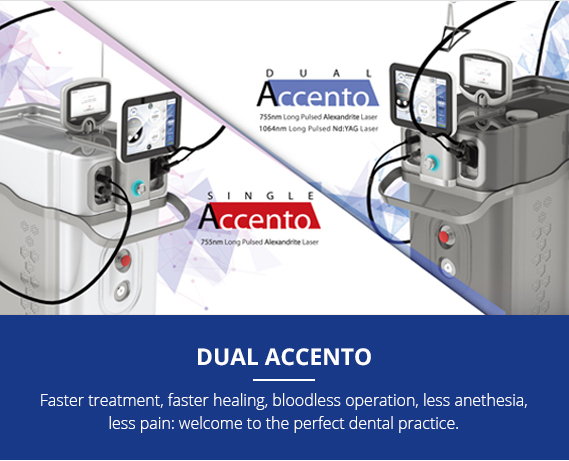 DUAL
Accento
755nm Long Pulsed Alexandrite Laser
1064nm Long Pulsed Nd:YAG Laser
SINGLE
Accento
755nm Long Pulsed Alexandrite Laser
DUAL ACCENTO
Faster treatment, faster healing, bloodless operation, less anethesia,
less pain: welcome to the perfect dental practice.